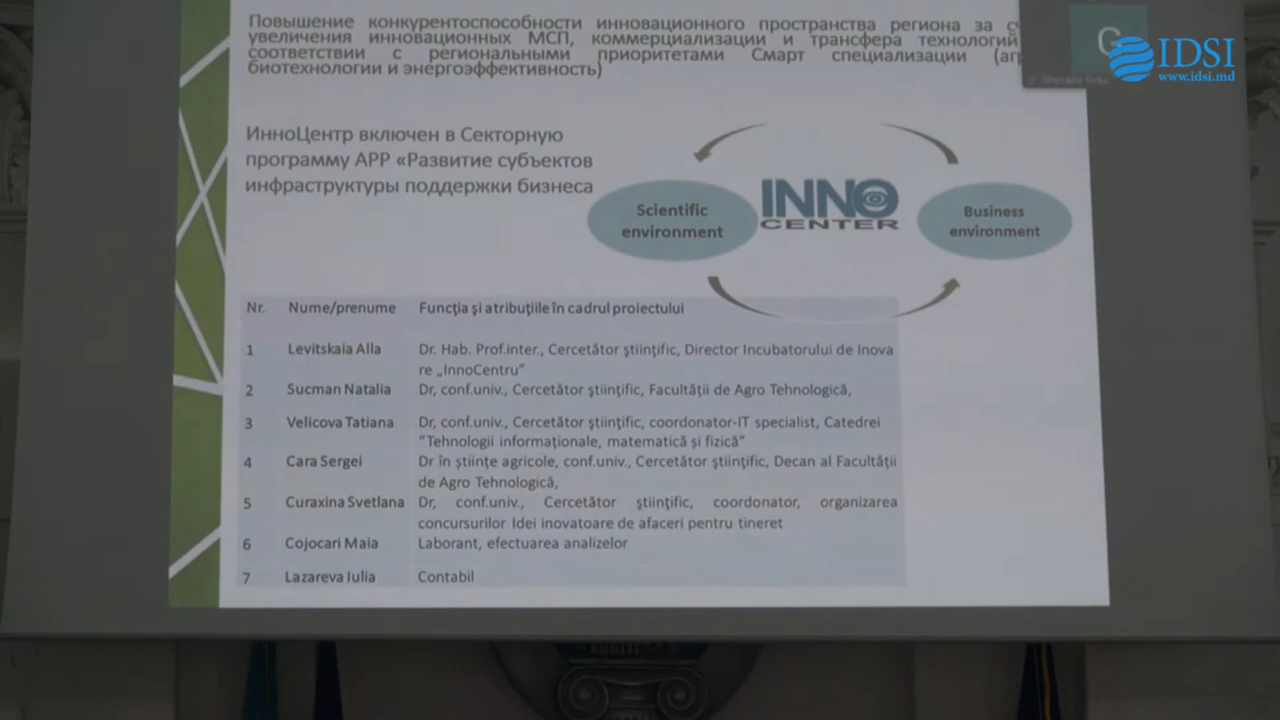 Повышение конкурентоспособности инновационного пространства региона за
увеличения инновационных МСП, коммерциализации и трансфера технологий
соответствии с региональными приоритетами Смарт специализации
биотехнологии и энергоэффективность)
IDSI
www.idsi.md
ИнноЦентр включен в Секторную
программу АРР «Развитие субъектов
инфраструктуры поддержки бизнеса
Scientific
environment
INNO
CENTER
Business
environment
Nr. Nume/prenume Funcţia şi atribuţiile în cadrul proiectului
1 Levitskaia Alla Dr. Hab. Prof.inter., Cercetător ştiinţific, Director Incubatorului de Inova
re „InnoCentru”
2 Sucman Natalia Dr, conf.univ., Cercetător ştiinţific, Facultății de Agro Tehnologică,
3 Velicova Tatiana Dr, conf.univ., Cercetător ştiinţific, coordonator-IT specialist, Catedrei
“Tehnologii informaționale, matematică și fizică”
4 Cara Sergei Dr în științe agricole, conf.univ., Cercetător ştiinţific, Decan al Facultății
de Agro Tehnologică,
5 Curaxina Svetlana Dr, conf.univ., Cercetător ştiinţific, coordonator, organizarea
concursurilor Idei inovatoare de afaceri pentru tineret
6 Cojocari Maia Laborant, efectuarea analizelor
7 Lazareva Iulia Contabil